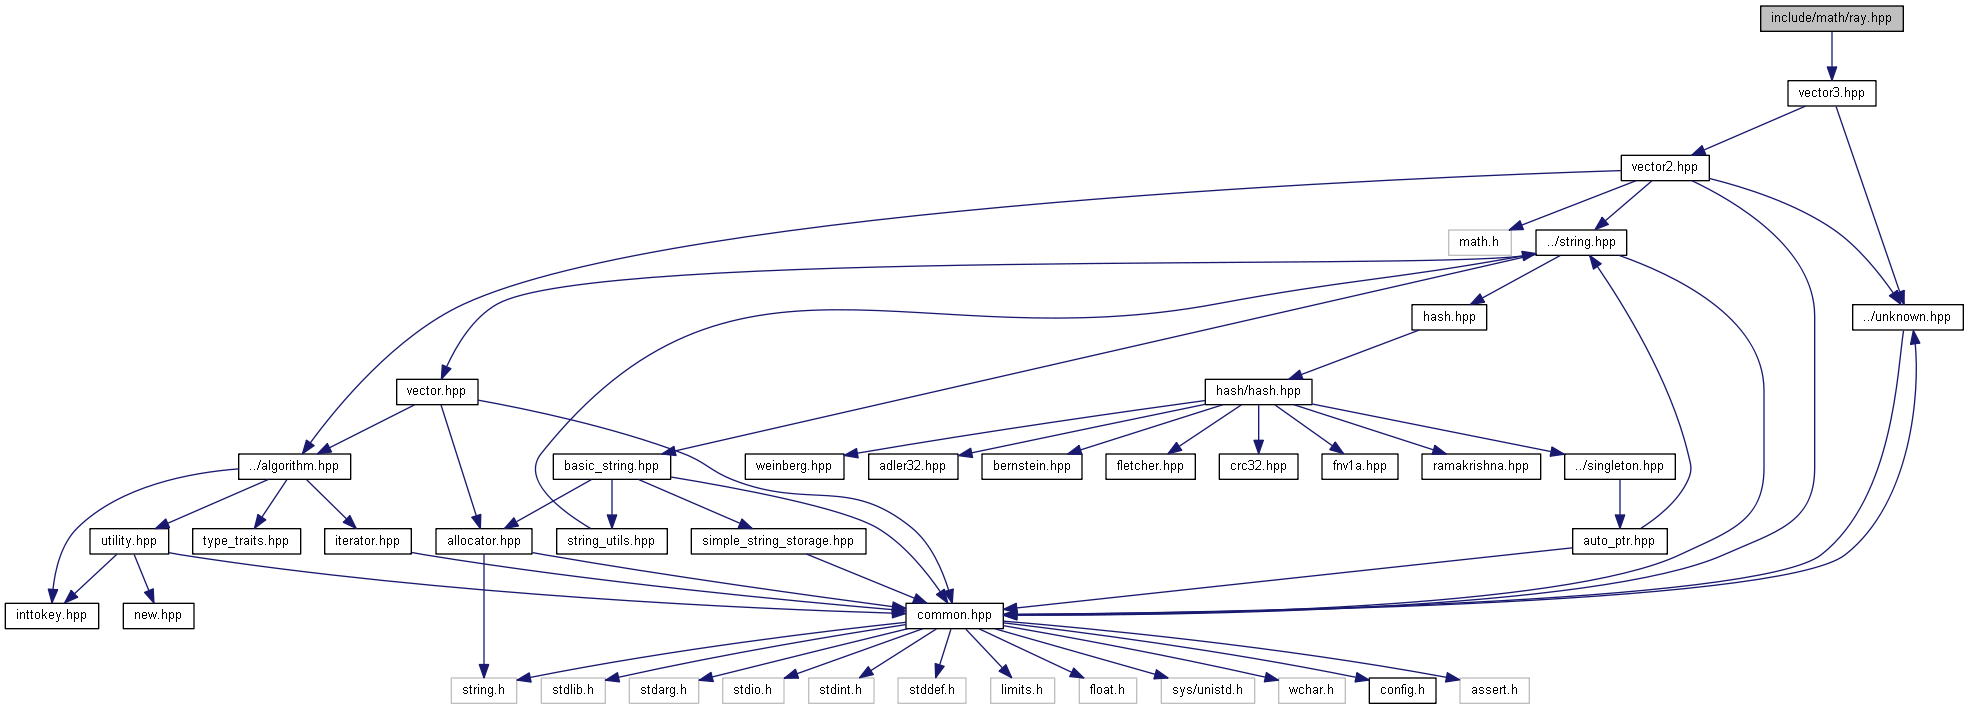 include/math/ray.hpp
vector3.hpp
vector2.hpp
math.h
../string.hpp
hash.hpp
../unknown.hpp
vector.hpp
hash/hash.hpp
../algorithm.hpp
basic_string.hpp
weinberg.hpp
adler32.hpp
bernstein.hpp
fletcher.hpp
crc32.hpp
fnv1a.hpp
ramakrishna.hpp
../singleton.hpp
utility.hpp
type_traits.hpp
iterator.hpp
allocator.hpp
string_utils.hpp
simple_string_storage.hpp
auto_ptr.hpp
inttokey.hpp
new.hpp
common.hpp
string.h
stdlib.h
stdarg.h
stdio.h
stdint.h
stddef.h
limits.h
float.h
sys/unistd.h
wchar.h
config.h
assert.h